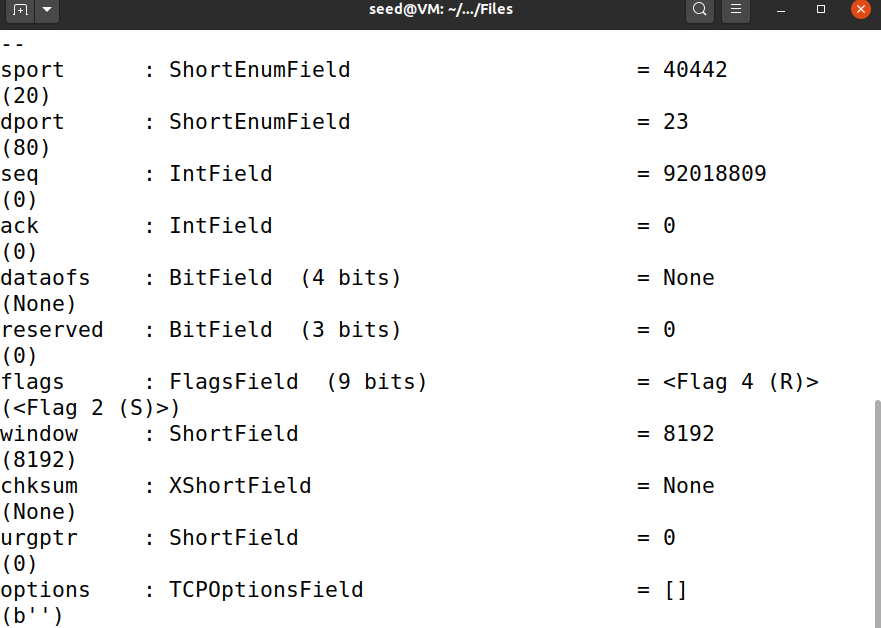 seed@VM: ~/.../Files
--
sport      : ShortEnumField                      = 40442
(20)
dport      : ShortEnumField                      = 23
(80)
seq        : IntField                            = 92018809
(0)
ack        : IntField                            = 0
(0)
dataofs    : BitField  (4 bits)                  = None
(None)
reserved   : BitField  (3 bits)                  = 0
(0)
flags      : FlagsField  (9 bits)                = <Flag 4 (R)>
(<Flag 2 (S)>)
window     : ShortField                          = 8192
(8192)
chksum     : XShortField                         = None
(None)
urgptr     : ShortField                          = 0
(0)
options    : TCPOptionsField                     = []
(b'')